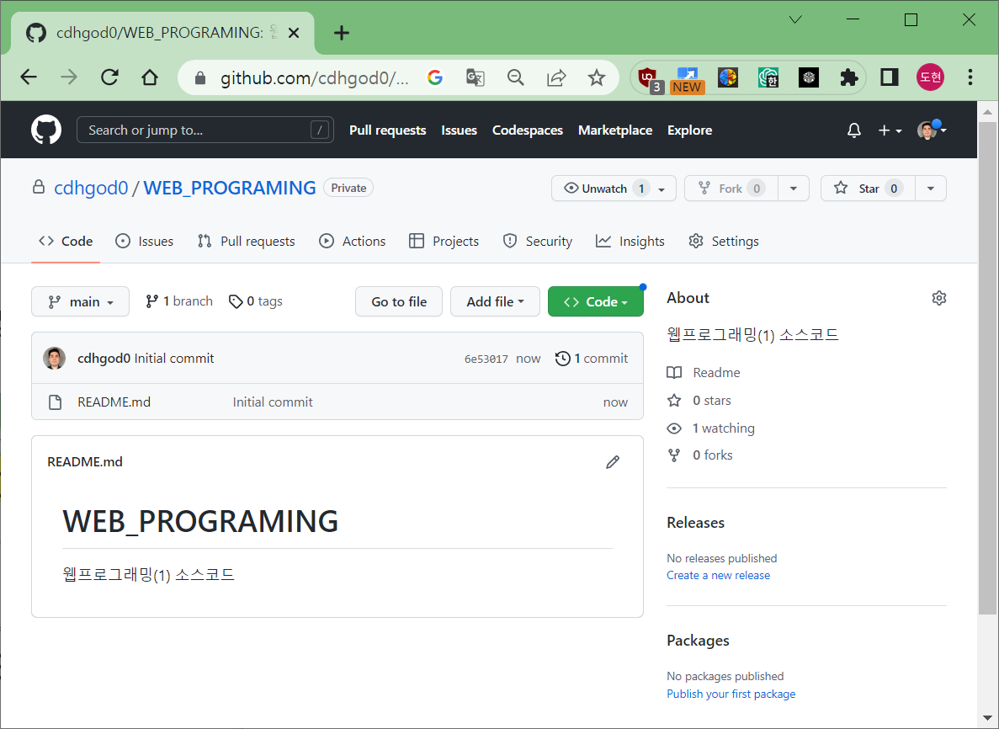 cdhgod0/WEB_PROGRAMING: 웹
github.com/cdhgod0/...
3
NEW
한
도현
Search or jump to...
/
Pull requests
Issues
Codespaces
Marketplace
Explore
cdhgod0 / WEB_PROGRAMING
Private
Unwatch 1
Fork 0
Star 0
Code
Issues
Pull requests
Actions
Projects
Security
Insights
Settings
main
1 branch
0 tags
Go to file
Add file
Code
cdhgod0 Initial commit
6e53017 now
1 commit
README.md
Initial commit
now
README.md
WEB_PROGRAMING
웹프로그래밍(1) 소스코드
About
웹프로그래밍(1) 소스코드
Readme
0 stars
1 watching
0 forks
Releases
No releases published
Create a new release
Packages
No packages published
Publish your first package